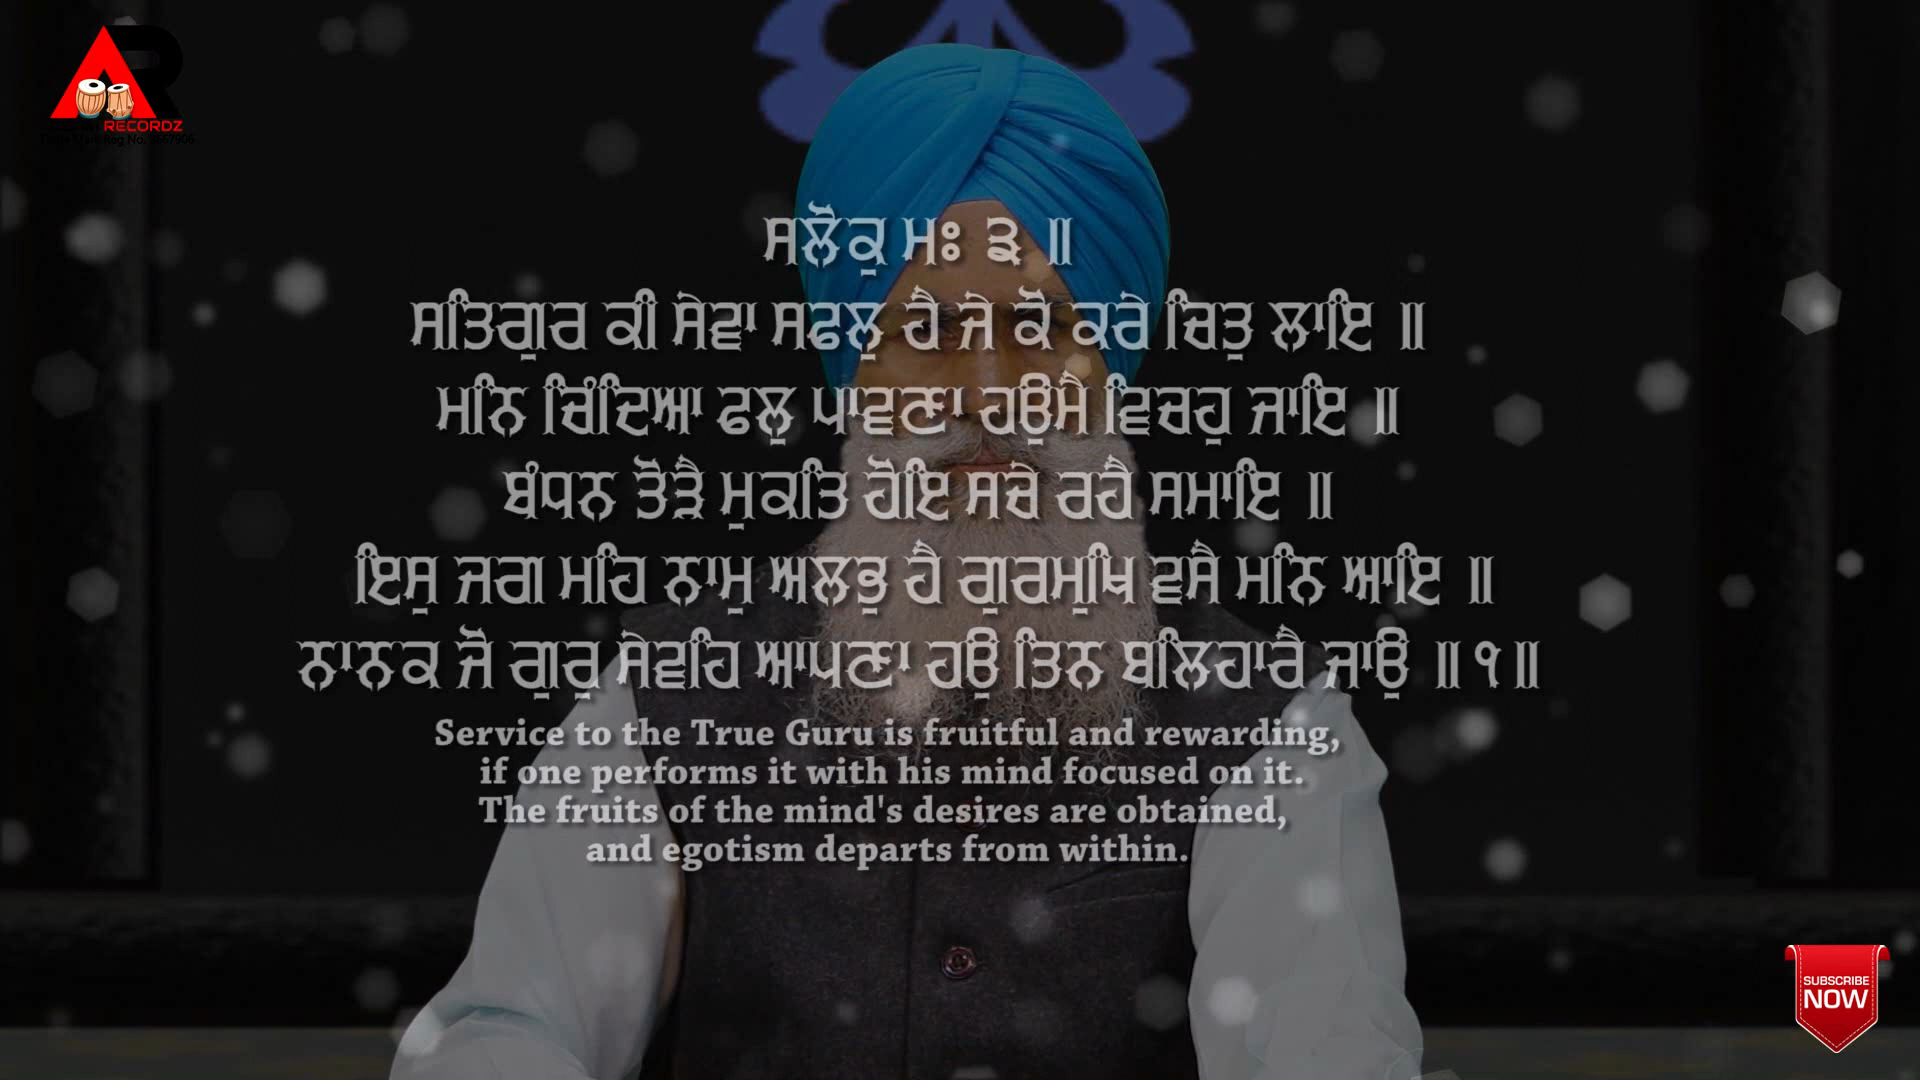 RECORDZ
ਸਲੋਕੁ ਮਃ ੩ ॥
ਸਤਿਗੁਰ ਕੀ ਸੇਵਾ ਸਫਲੁ ਹੈ ਜੇ ਕੋ ਕਰੇ ਚਿਤੁ ਲਾਇ ॥
ਮਨਿ ਚਿੰਦਿਆ ਫਲੁ ਪਾਵਣਾ ਹਉਮੈ ਵਿਚਹੁ ਜਾਇ ॥
ਬੰਧਨ ਤੋੜੈ ਮੁਕਤਿ ਹੋਇ ਸਚੇ ਰਹੈ ਸਮਾਇ ॥
ਇਸੁ ਜਗ ਮਹਿ ਨਾਮੁ ਅਲਭੁ ਹੈ ਗੁਰਮੁਖਿ ਵਸੈ ਮਨਿ ਆਇ ॥
ਨਾਨਕ ਜੋ ਗੁਰੁ ਸੇਵਹਿ ਆਪਣਾ ਹਉ ਤਿਨ ਬਲਿਹਾਰੈ ਜਾਉ ॥੧॥
Service to the True Guru is fruitful and rewarding,
if one performs it with his mind focused on it.
The fruits of the mind's desires are obtained,
and egotism departs from within.
SUBSCRIBE
NOW